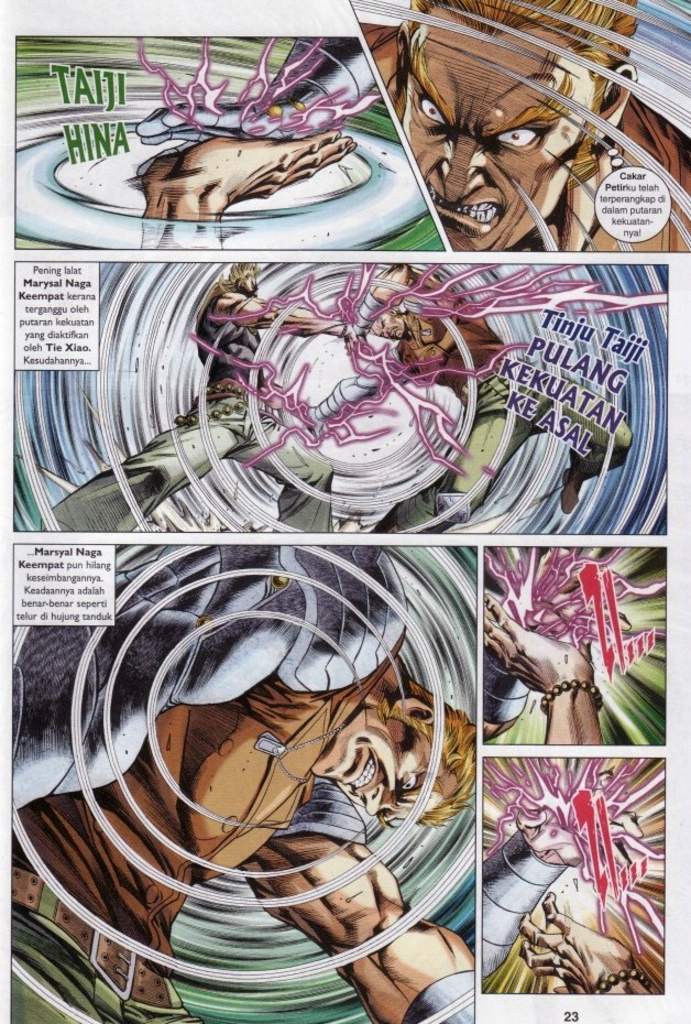 TAIJI
HINA
Cakar
Petirku telah
terperangkap di
dalam putaran
kekuatan-
nya!
Pening lalat
Marysal Naga
Keempat kerana
terganggu oleh
putaran kekuatan
yang diaktifkan
oleh Tie Xiao.
Kesudahannya...
Tinju Taiji
PULANG
KEKUATAN
KE ASAL
...Marsyal Naga
Keempat pun hilang
keseimbangannya.
Keadaannya adalah
benar-benar seperti
telur di hujung tanduk
23